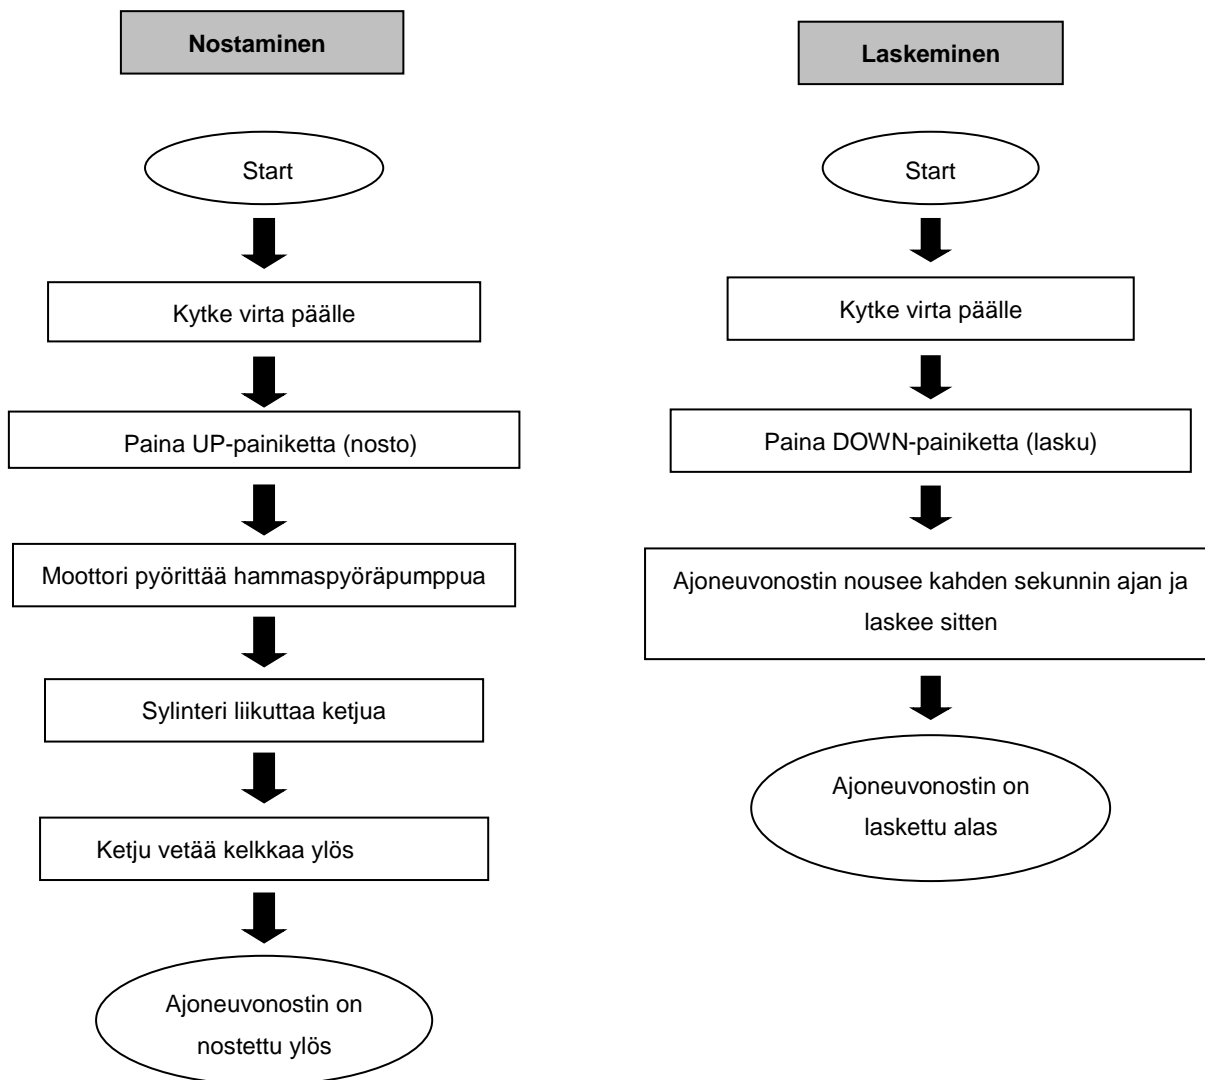 Nostaminen
Start
Kytke virta päälle
Paina UP-painiketta (nosto)
Moottori pyörittää hammaspyöräpumppua
Sylinteri liikuttaa ketjua
Ketju vetää kelkkaa ylös
Ajoneuvonostin on
nostettu ylös
Laskeminen
Start
Kytke virta päälle
Paina DOWN-painiketta (lasku)
Ajoneuvonostin nousee kahden sekunnin ajan ja
laskee sitten
Ajoneuvonostin on
laskettu alas